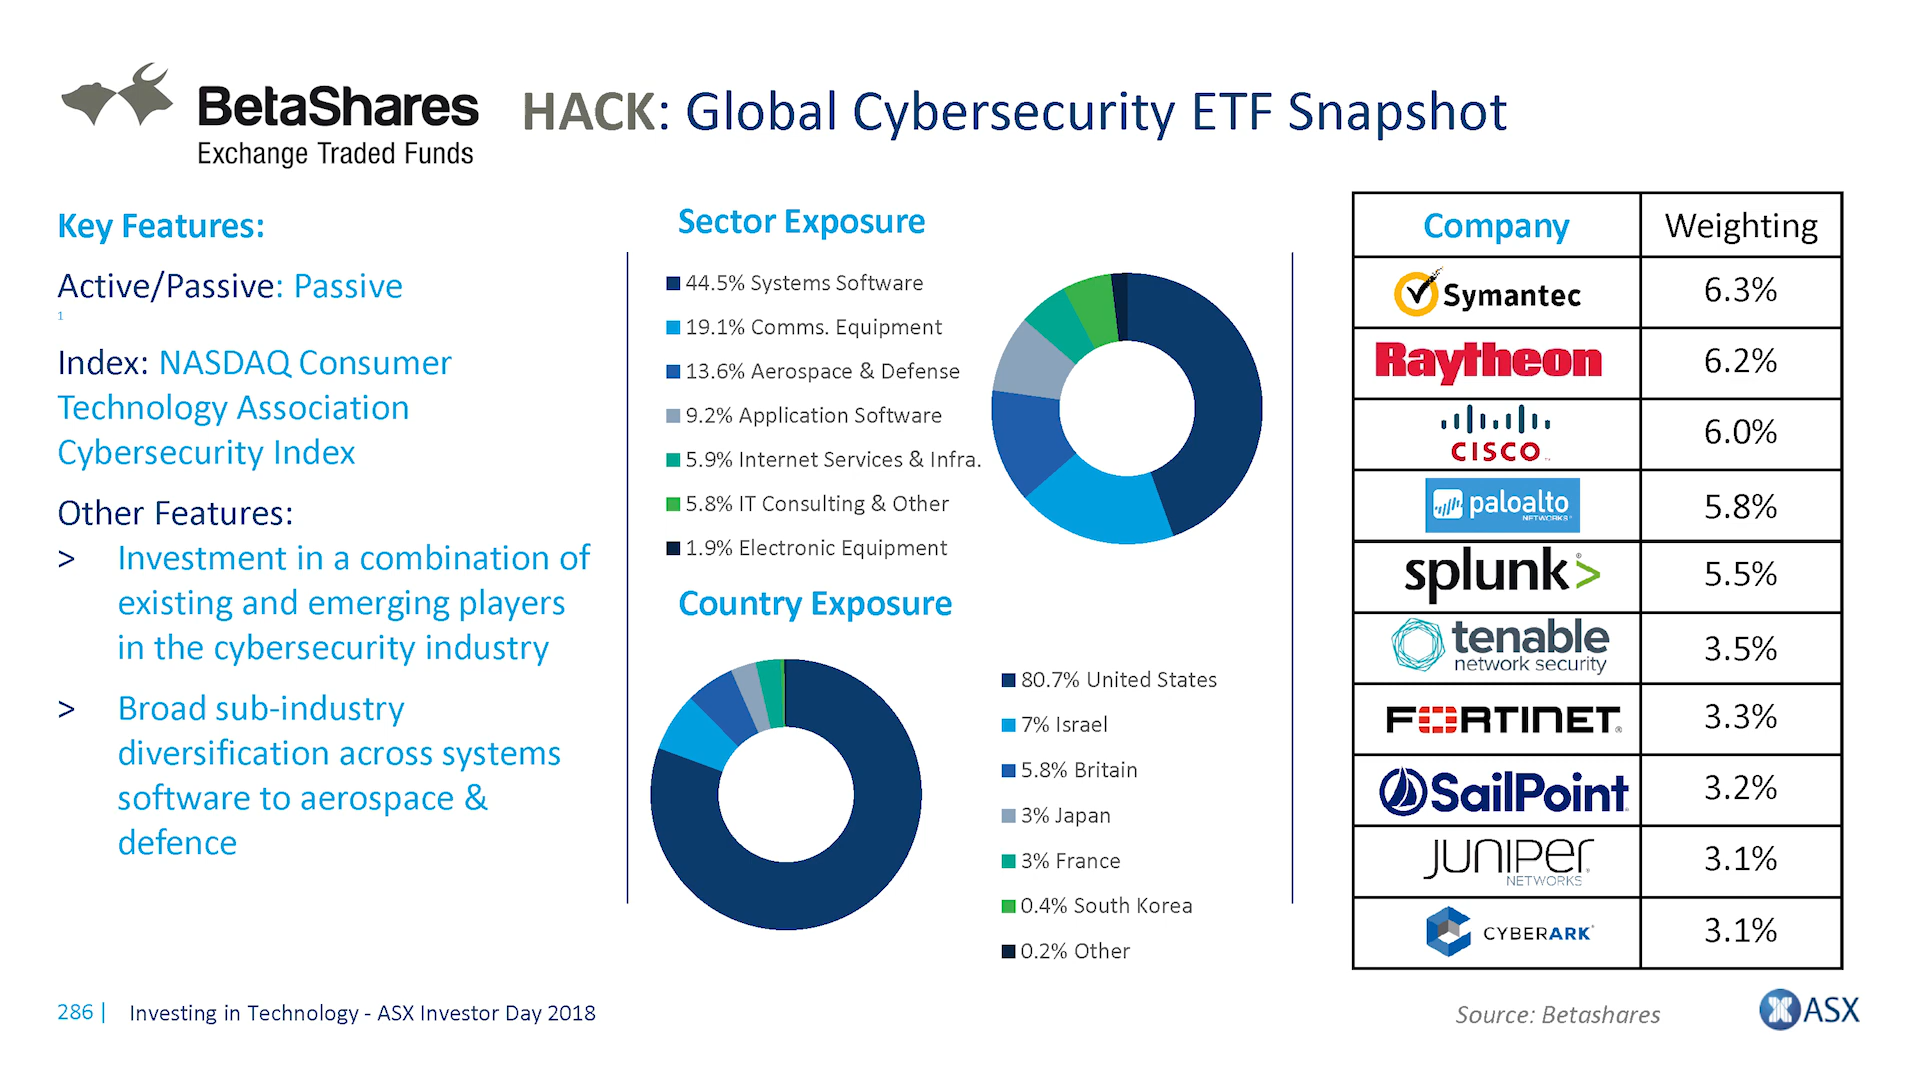 BetaShares
Exchange Traded Funds
HACK: Global Cybersecurity ETF Snapshot
Key Features:
Active/Passive: Passive
1
Index: NASDAQ Consumer
Technology Association
Cybersecurity Index
Other Features:
> Investment in a combination of
existing and emerging players
in the cybersecurity industry
> Broad sub-industry
diversification across systems
software to aerospace &
defence
Sector Exposure
44.5% Systems Software
19.1% Comms. Equipment
13.6% Aerospace & Defense
9.2% Application Software
5.9% Internet Services & Infra.
5.8% IT Consulting & Other
1.9% Electronic Equipment
Country Exposure
80.7% United States
7% Israel
5.8% Britain
3% Japan
3% France
0.4% South Korea
0.2% Other
Company Weighting
Symantec 6.3%
Raytheon 6.2%
CISCO 6.0%
paloalto
NETWORKS 5.8%
splunk> 5.5%
tenable
network security 3.5%
FORTINET 3.3%
SailPoint 3.2%
JUNIPER
NETWORKS 3.1%
CYBERARK 3.1%
286 | Investing in Technology - ASX Investor Day 2018
Source: Betashares
ASX